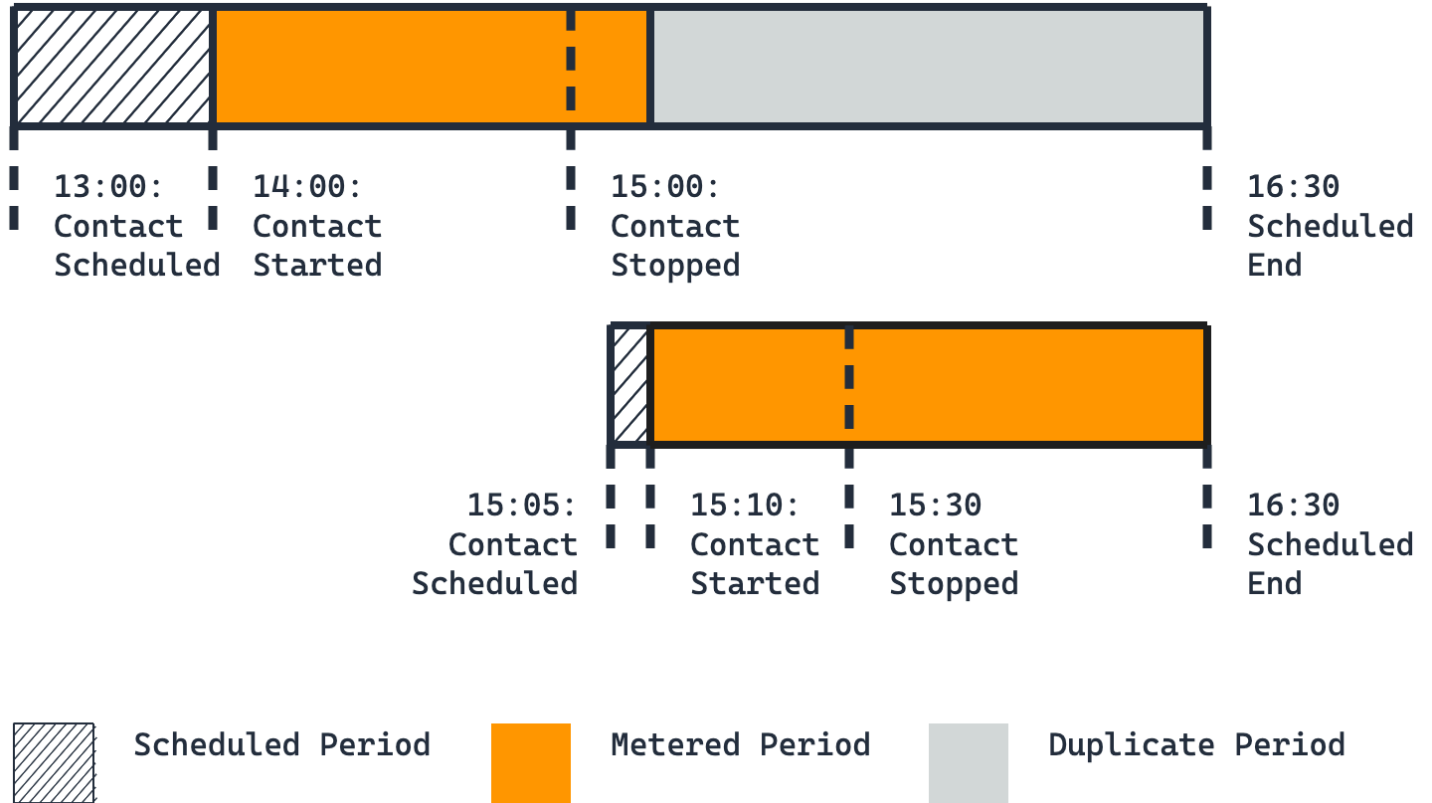 13:00:
Contact
Scheduled
14:00:
Contact
Started
15:00:
Contact
Stopped
16:30
Scheduled
End
15:05:
Contact
Scheduled
15:10:
Contact
Started
15:30
Contact
Stopped
16:30
Scheduled
End
Scheduled Period
Metered Period
Duplicate Period